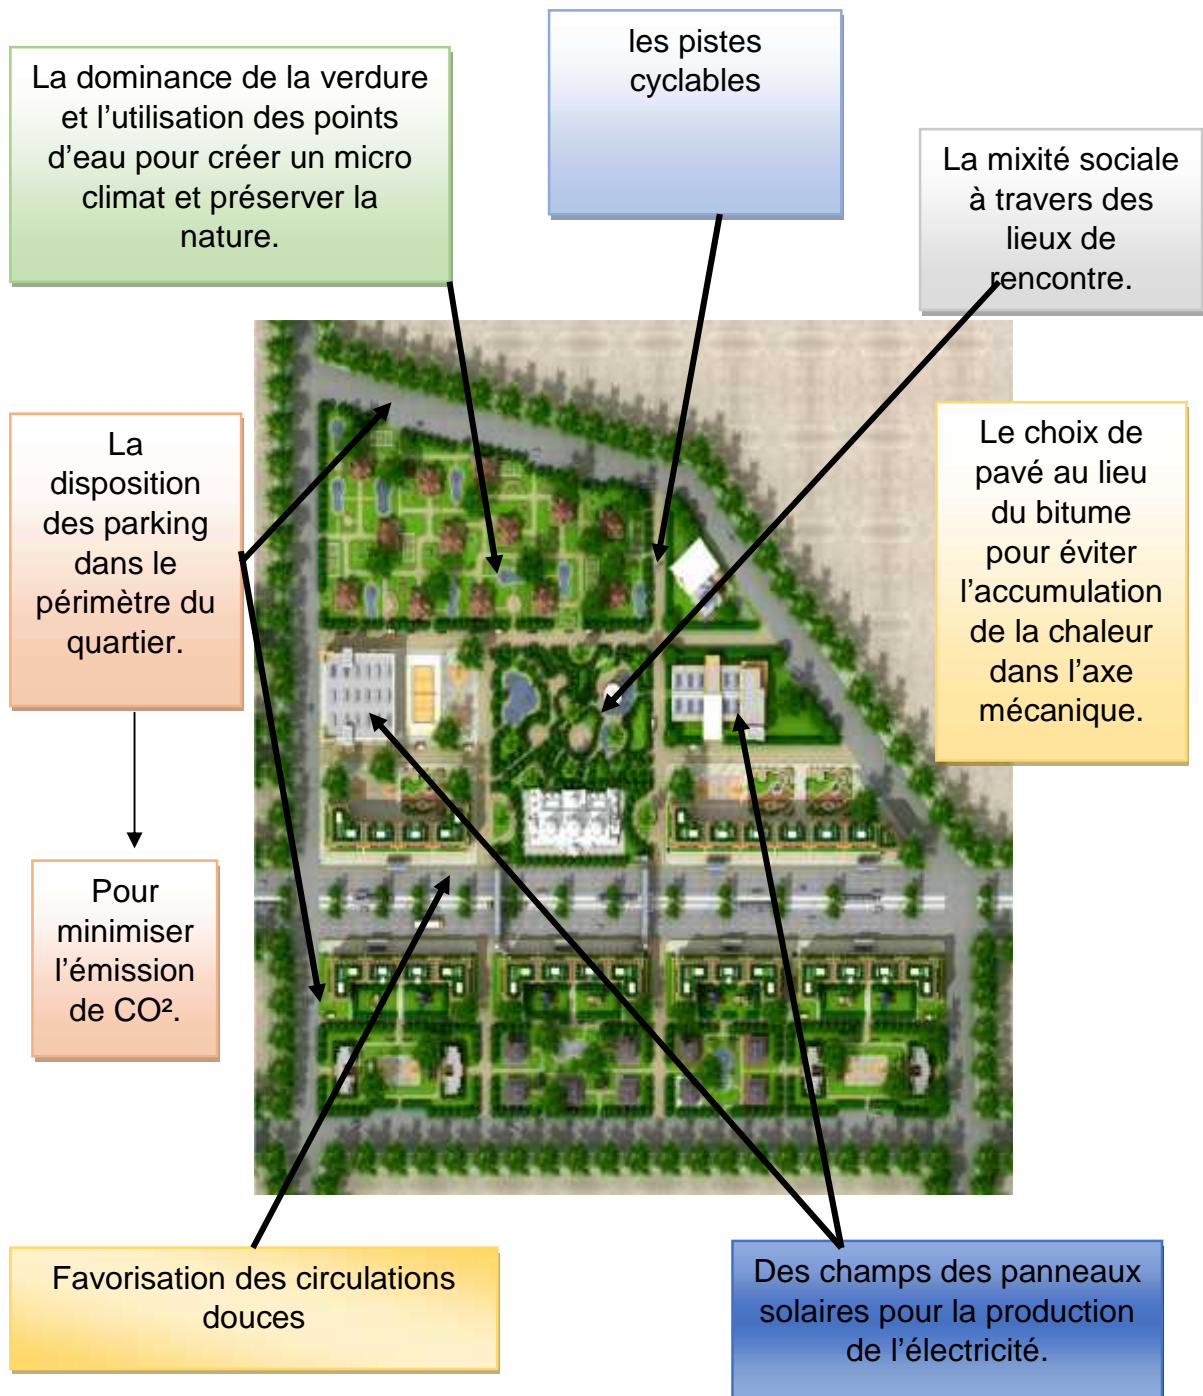 La dominance de la verdure
et l’utilisation des points
d’eau pour créer un micro
climat et préserver la
nature.
les pistes
cyclables
La mixité sociale
à travers des
lieux de
rencontre.
La
disposition
des parking
dans le
périmètre du
quartier.
Le choix de
pavé au lieu
du bitume
pour éviter
l’accumulation
de la chaleur
dans l’axe
mécanique.
Pour
minimiser
l’émission
de CO².
Favorisation des circulations
douces
Des champs des panneaux
solaires pour la production
de l’électricité.